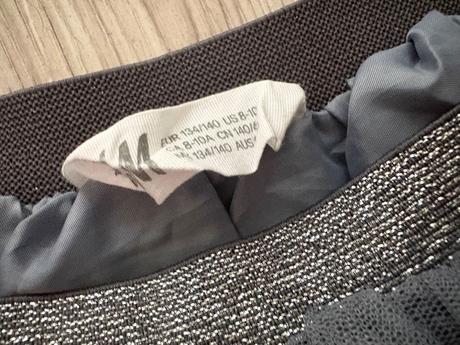 M
EUR 134/140 US 8-10
8-10A CN 140/
134/140 AUS